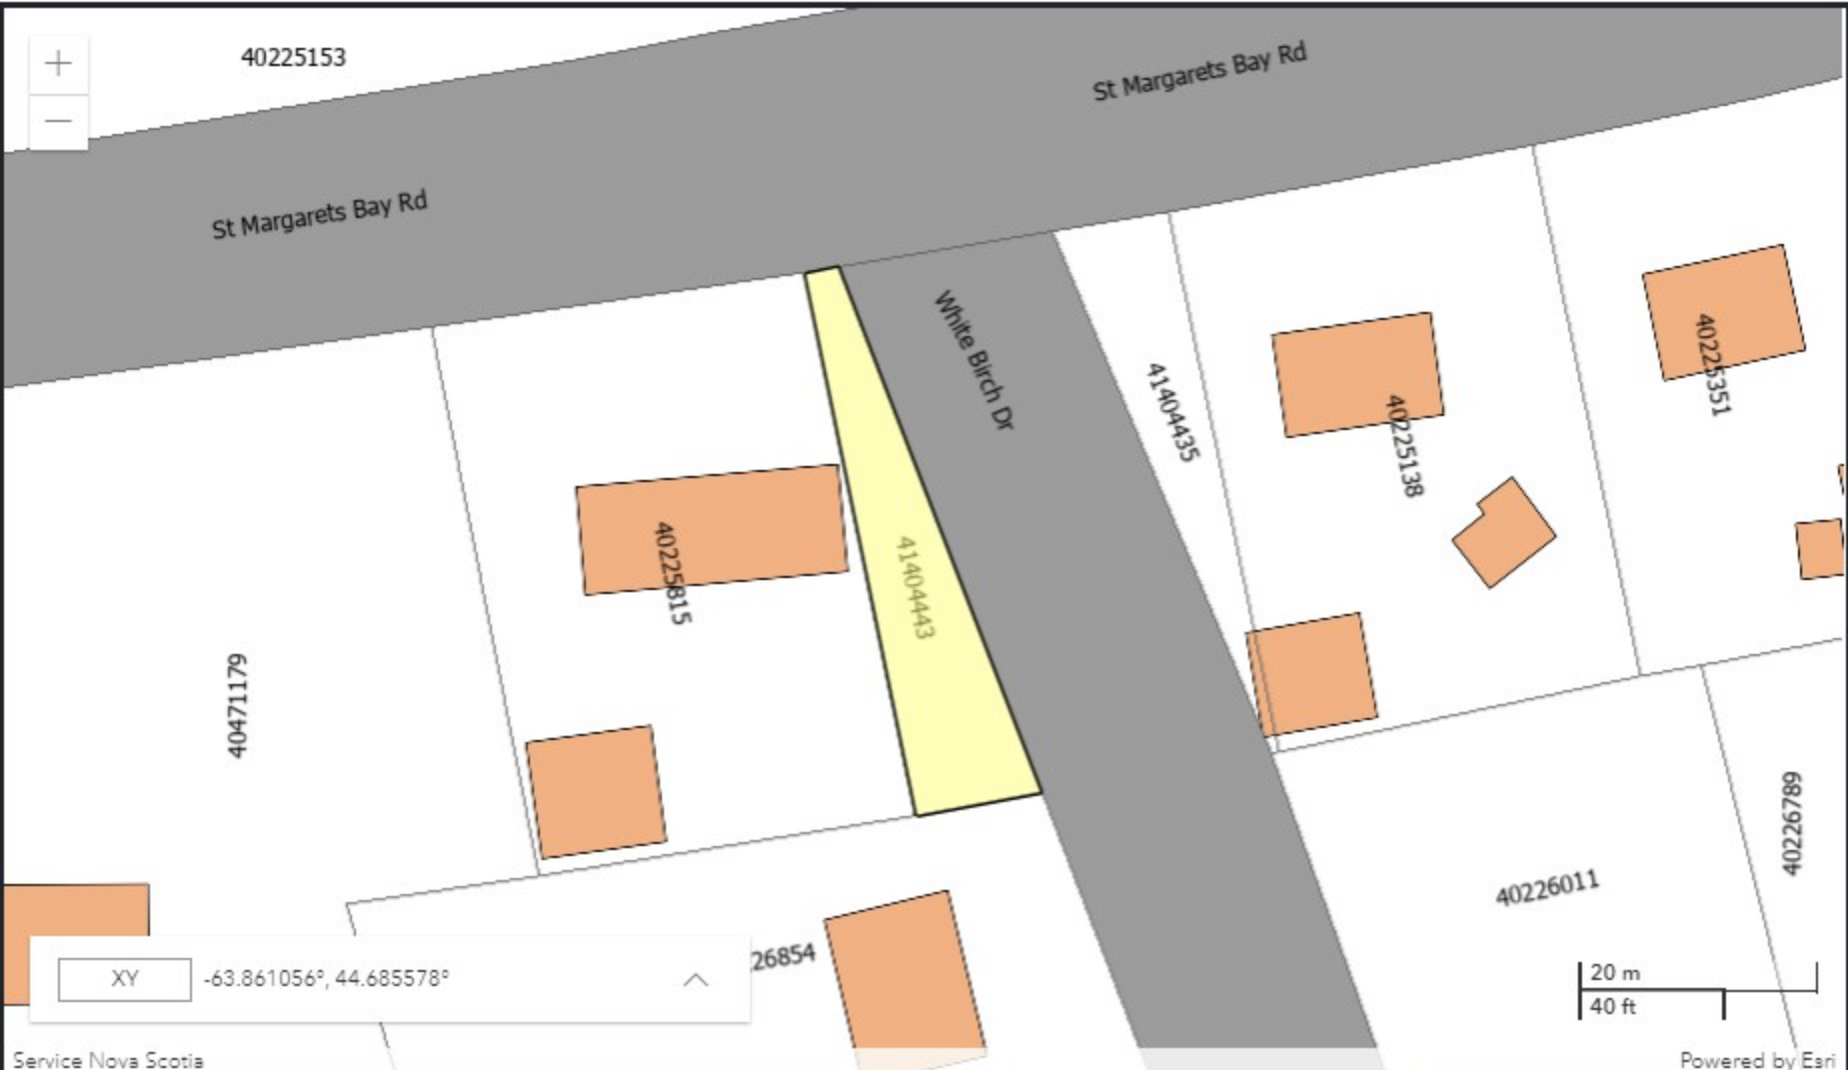 40225153
St Margarets Bay Rd
St Margarets Bay Rd
White Birch Dr
41404435
40225138
40225351
40225815
41404443
40471179
40226789
40226011
26854
XY
-63.861056°, 44.685578°
20 m
40 ft
Service Nova Scotia
Powered by Esri